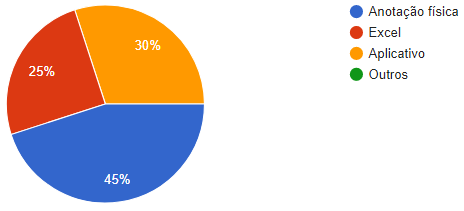 30%
25%
45%
Anotação física
Excel
Aplicativo
Outros